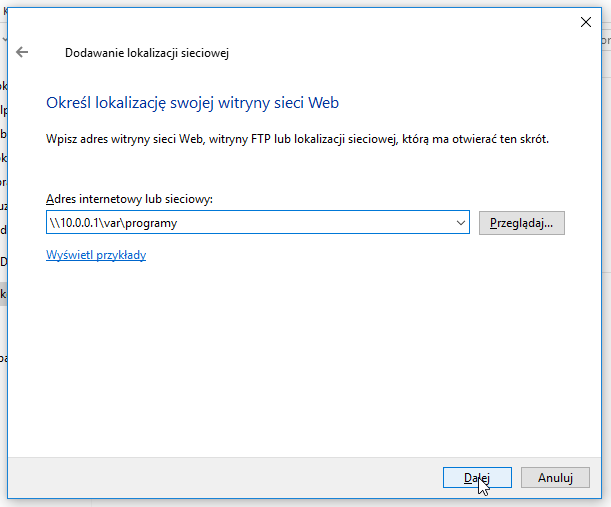 Dodawanie lokalizacji sieciowej
Określ lokalizację swojej witryny sieci Web
Wpisz adres witryny sieci Web, witryny FTP lub lokalizacji sieciowej, którą ma otwierać ten skrót.
Adres internetowy lub sieciowy:
\\10.0.0.1\var\programy
Przeglądaj...
Wyświetl przykłady
Dalej
Anuluj